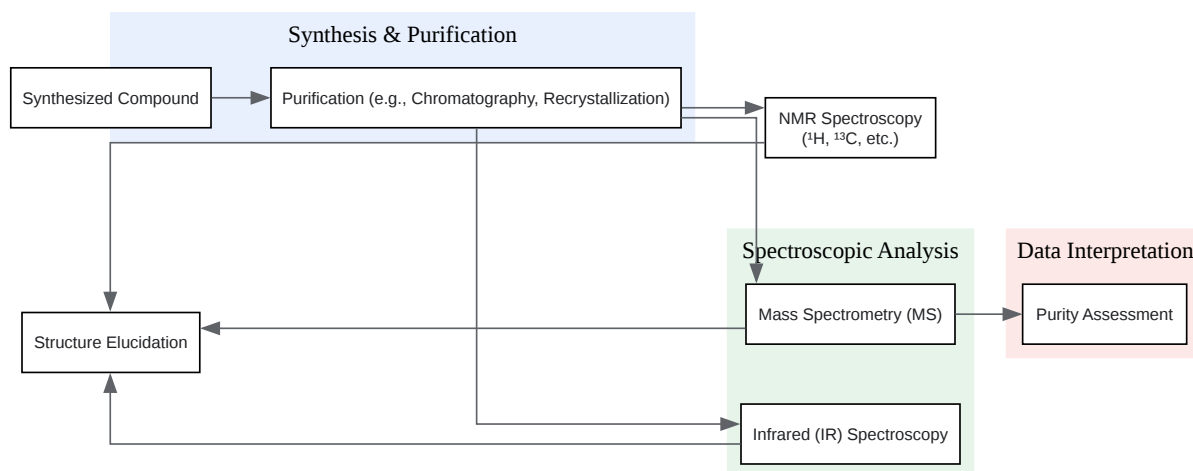 Synthesis & Purification
Synthesized Compound
Purification (e.g., Chromatography, Recrystallization)
NMR Spectroscopy
(¹H, ¹³C, etc.)
Spectroscopic Analysis
Data Interpretation
Mass Spectrometry (MS)
Purity Assessment
Structure Elucidation
Infrared (IR) Spectroscopy